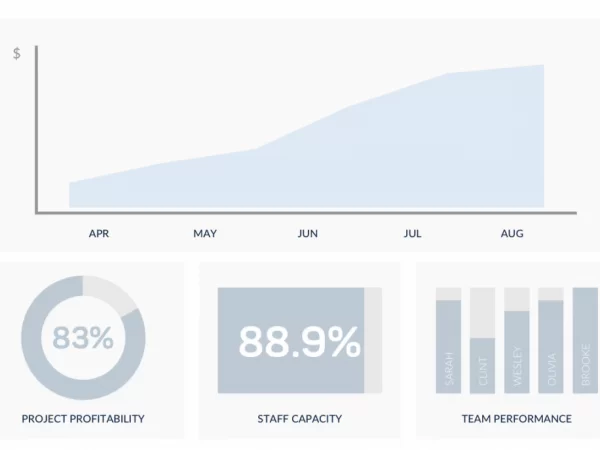 $
APR MAY JUN JUL AUG
83%
88.9%
SARAH
CLINT
WESLEY
OLIVIA
BROOKE
PROJECT PROFITABILITY
STAFF CAPACITY
TEAM PERFORMANCE